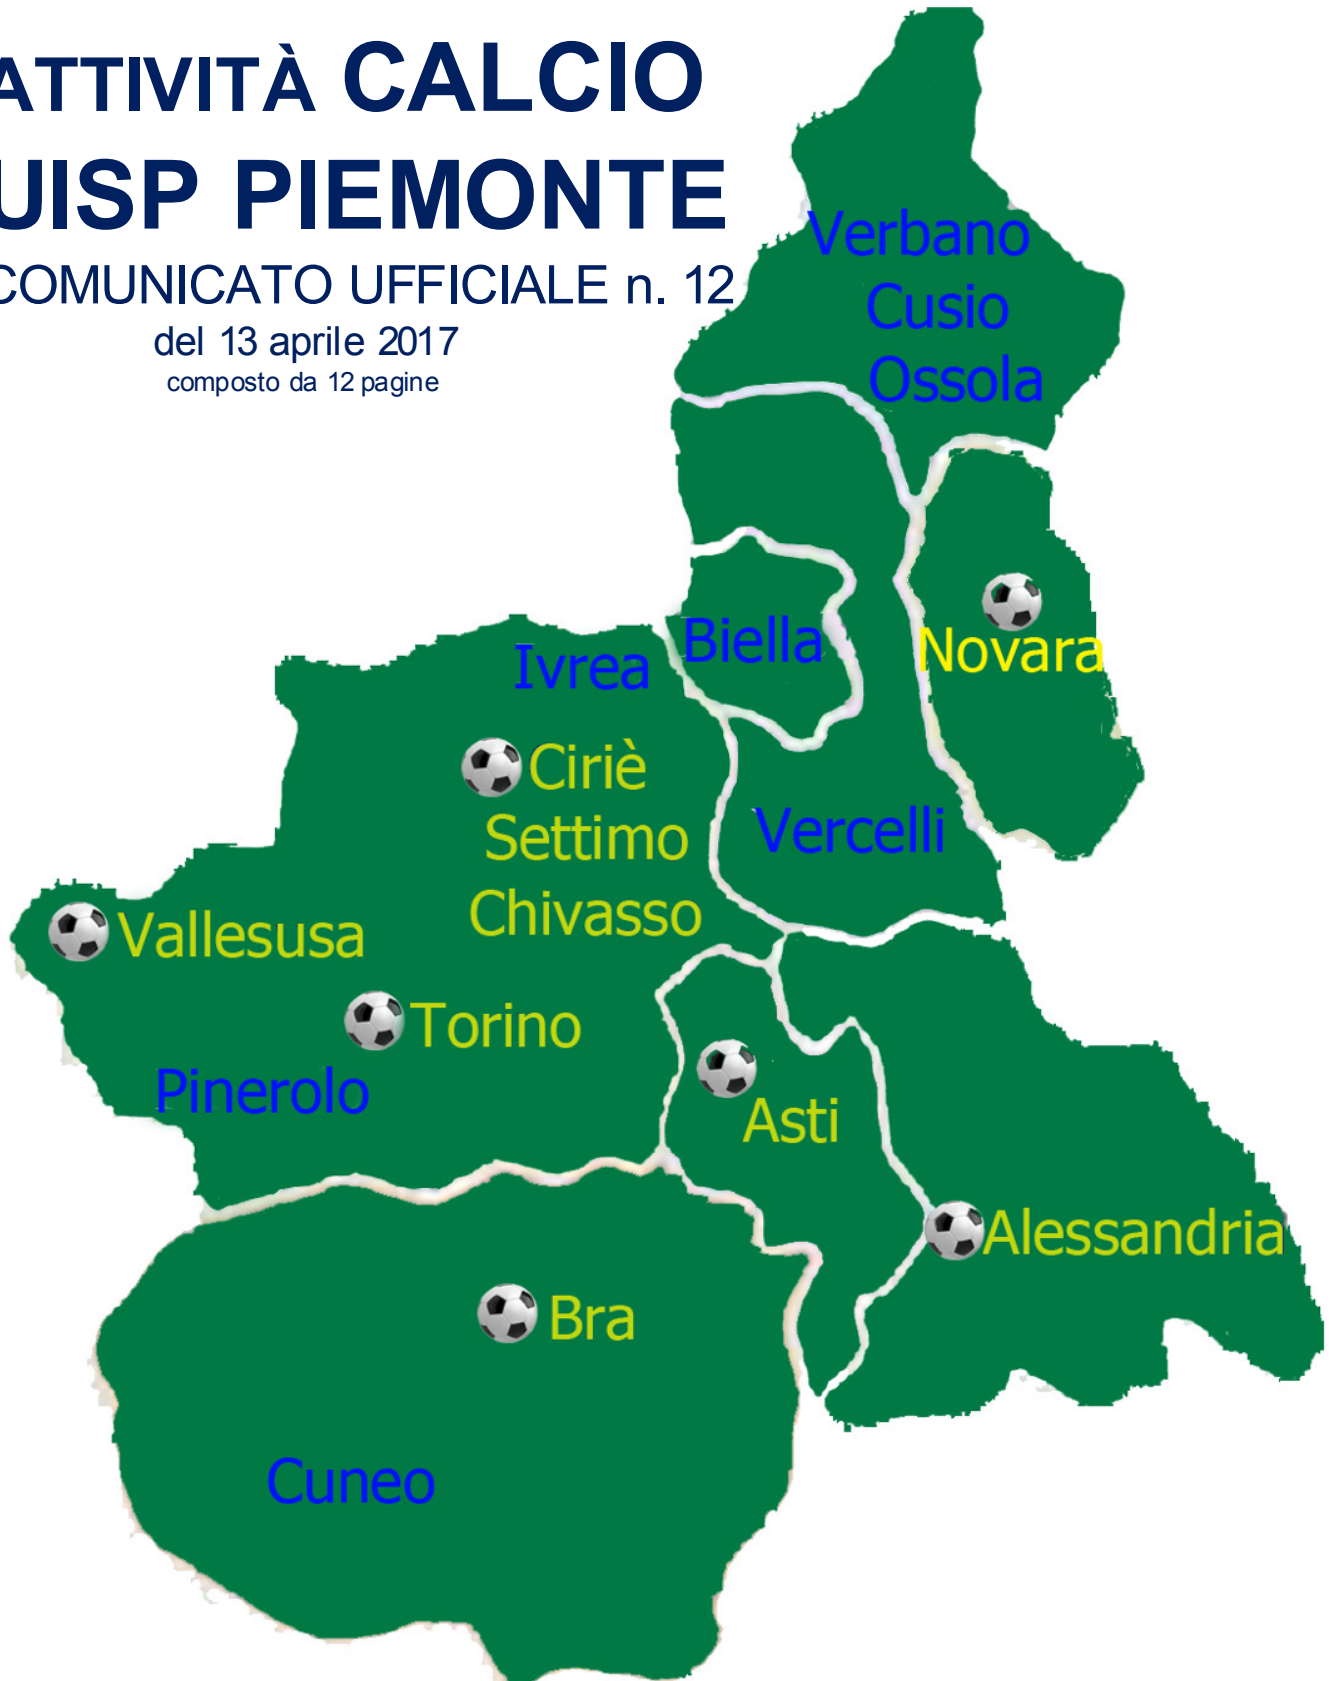 ATTIVITÀ CALCIO
UISP PIEMONTE
COMUNICATO UFFICIALE n. 12
del 13 aprile 2017
composto da 12 pagine
Verbano
Cusio
Ossola
Novara
Biella
Ivrea
Ciriè
Settimo
Chivasso
Vercelli
Vallesusa
Torino
Pinerolo
Asti
Alessandria
Bra
Cuneo